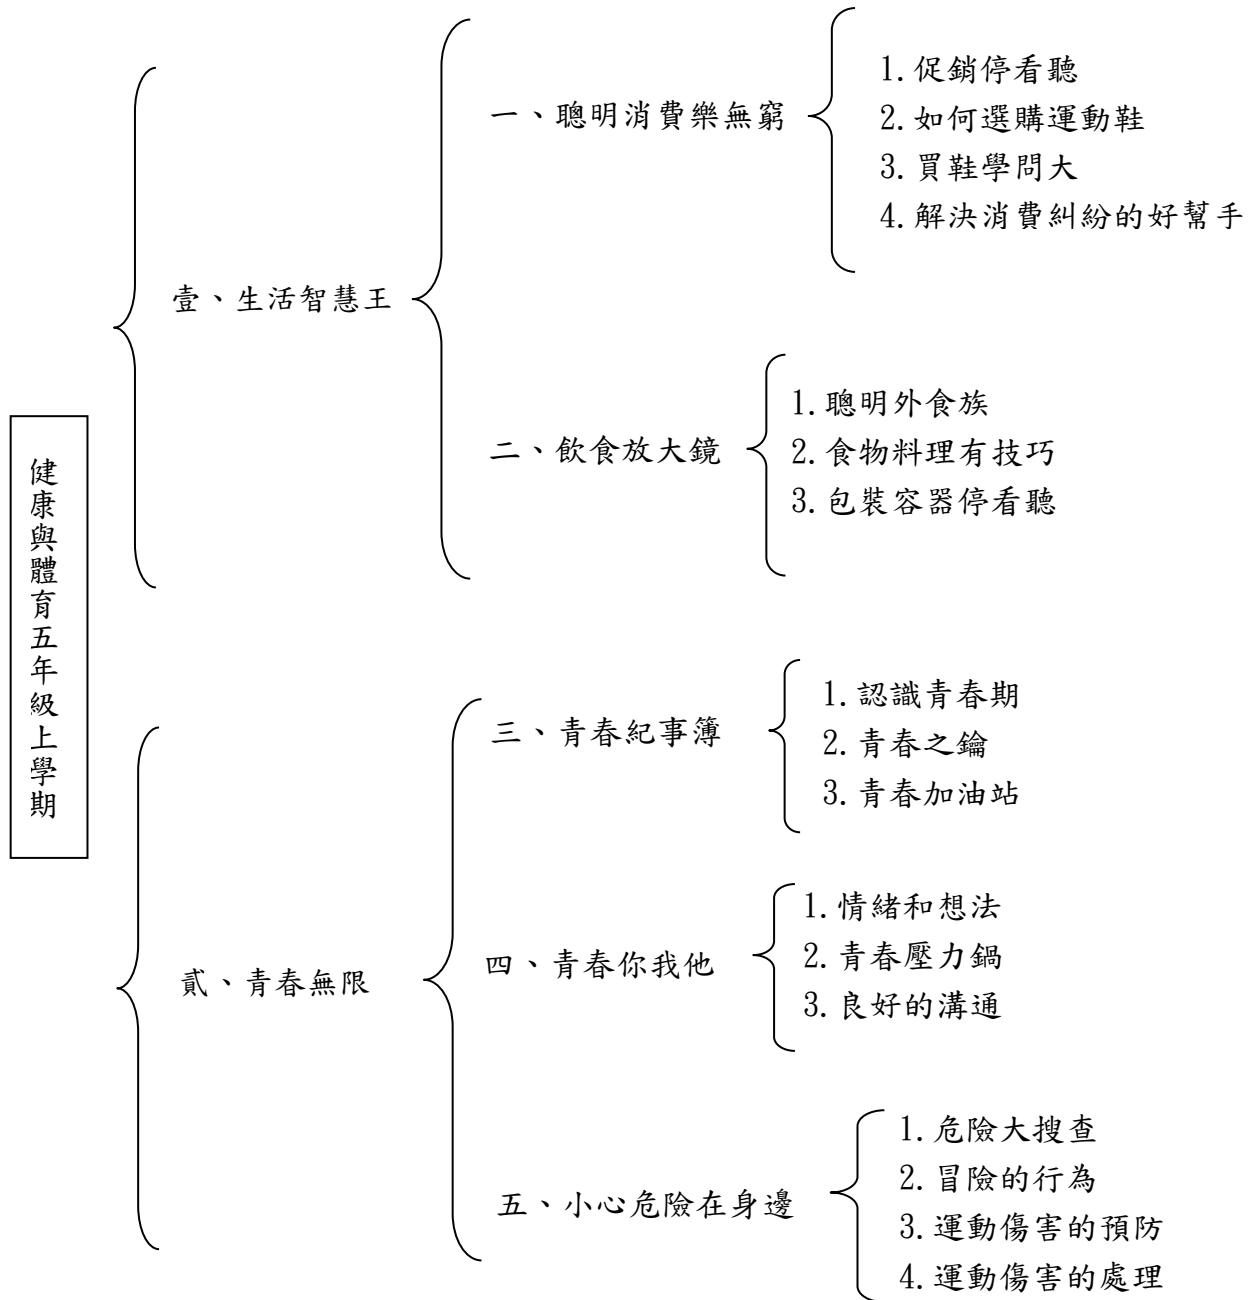 健康與體育五年級上學期
壹、生活智慧王
一、聰明消費樂無窮
1.促銷停看聽
2.如何選購運動鞋
3.買鞋學問大
4.解決消費糾紛的好幫手
二、飲食放大鏡
1.聰明外食族
2.食物料理有技巧
3.包裝容器停看聽
貳、青春無限
三、青春紀事簿
1.認識青春期
2.青春之鑰
3.青春加油站
四、青春你我他
1.情緒和想法
2.青春壓力鍋
3.良好的溝通
五、小心危險在身邊
1.危險大搜查
2.冒險的行為
3.運動傷害的預防
4.運動傷害的處理